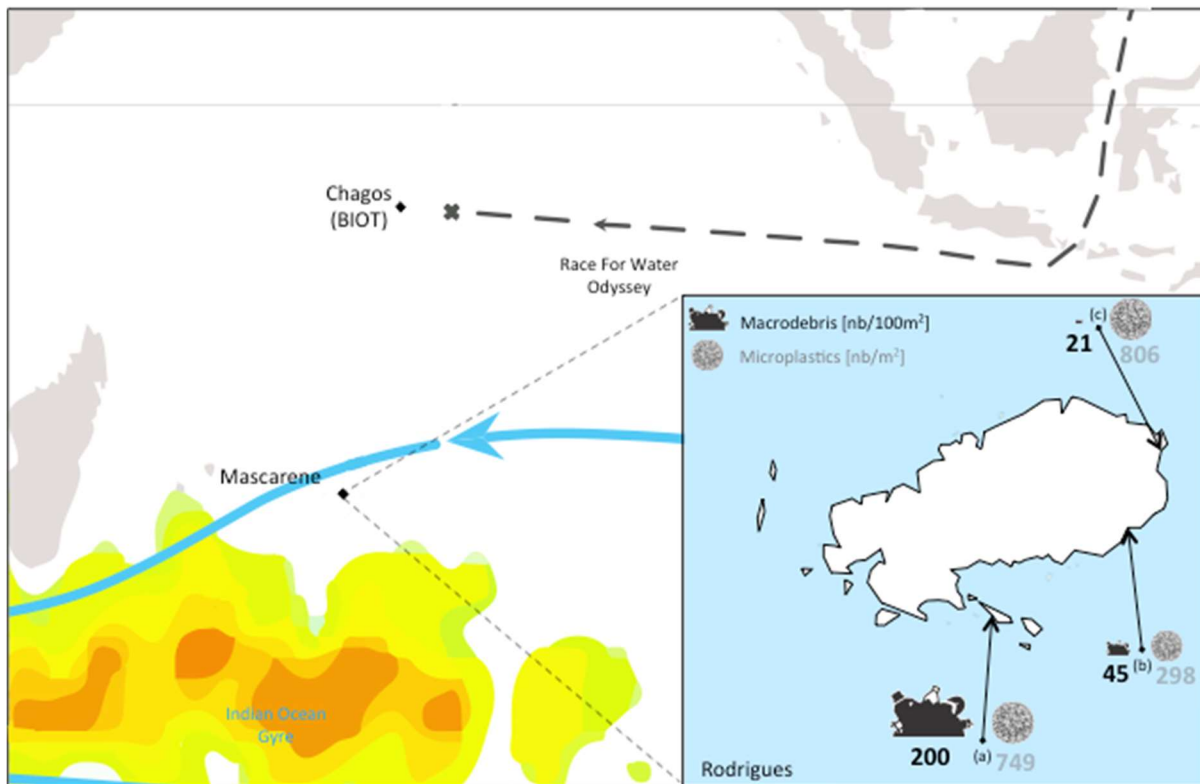 Chagos
(BIOT)
Race For Water
Odyssey
Mascarene
Indian Ocean
Gyre
Macrodebris [nb/100m²]
Microplastics [nb/m²]
(c)
21
806
45 (b) 298
200 (a) 749
Rodrigues